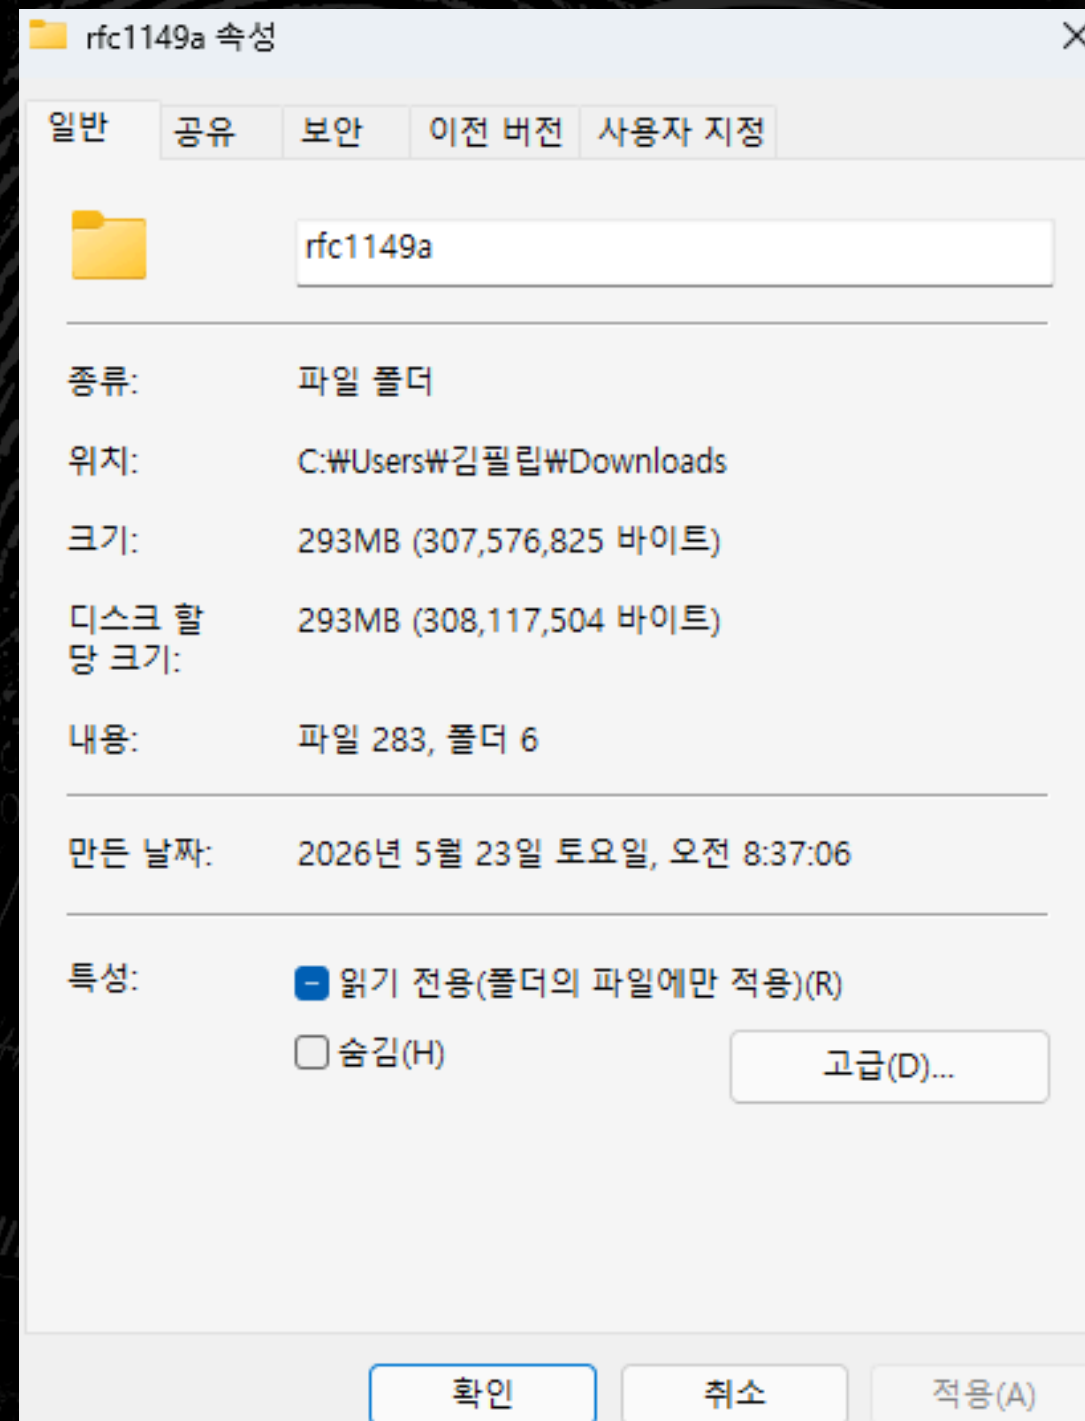 rfc1149a 속성
일반 공유 보안 이전 버전 사용자 지정
rfc1149a
종류: 파일 폴더
위치: C:₩Users₩김필립₩Downloads
크기: 293MB (307,576,825 바이트)
디스크 할 293MB (308,117,504 바이트)
당 크기:
내용: 파일 283, 폴더 6
만든 날짜: 2026년 5월 23일 토요일, 오전 8:37:06
특성: 읽기 전용(폴더의 파일에만 적용)(R)
숨김(H)
고급(D)...
확인 취소 적용(A)